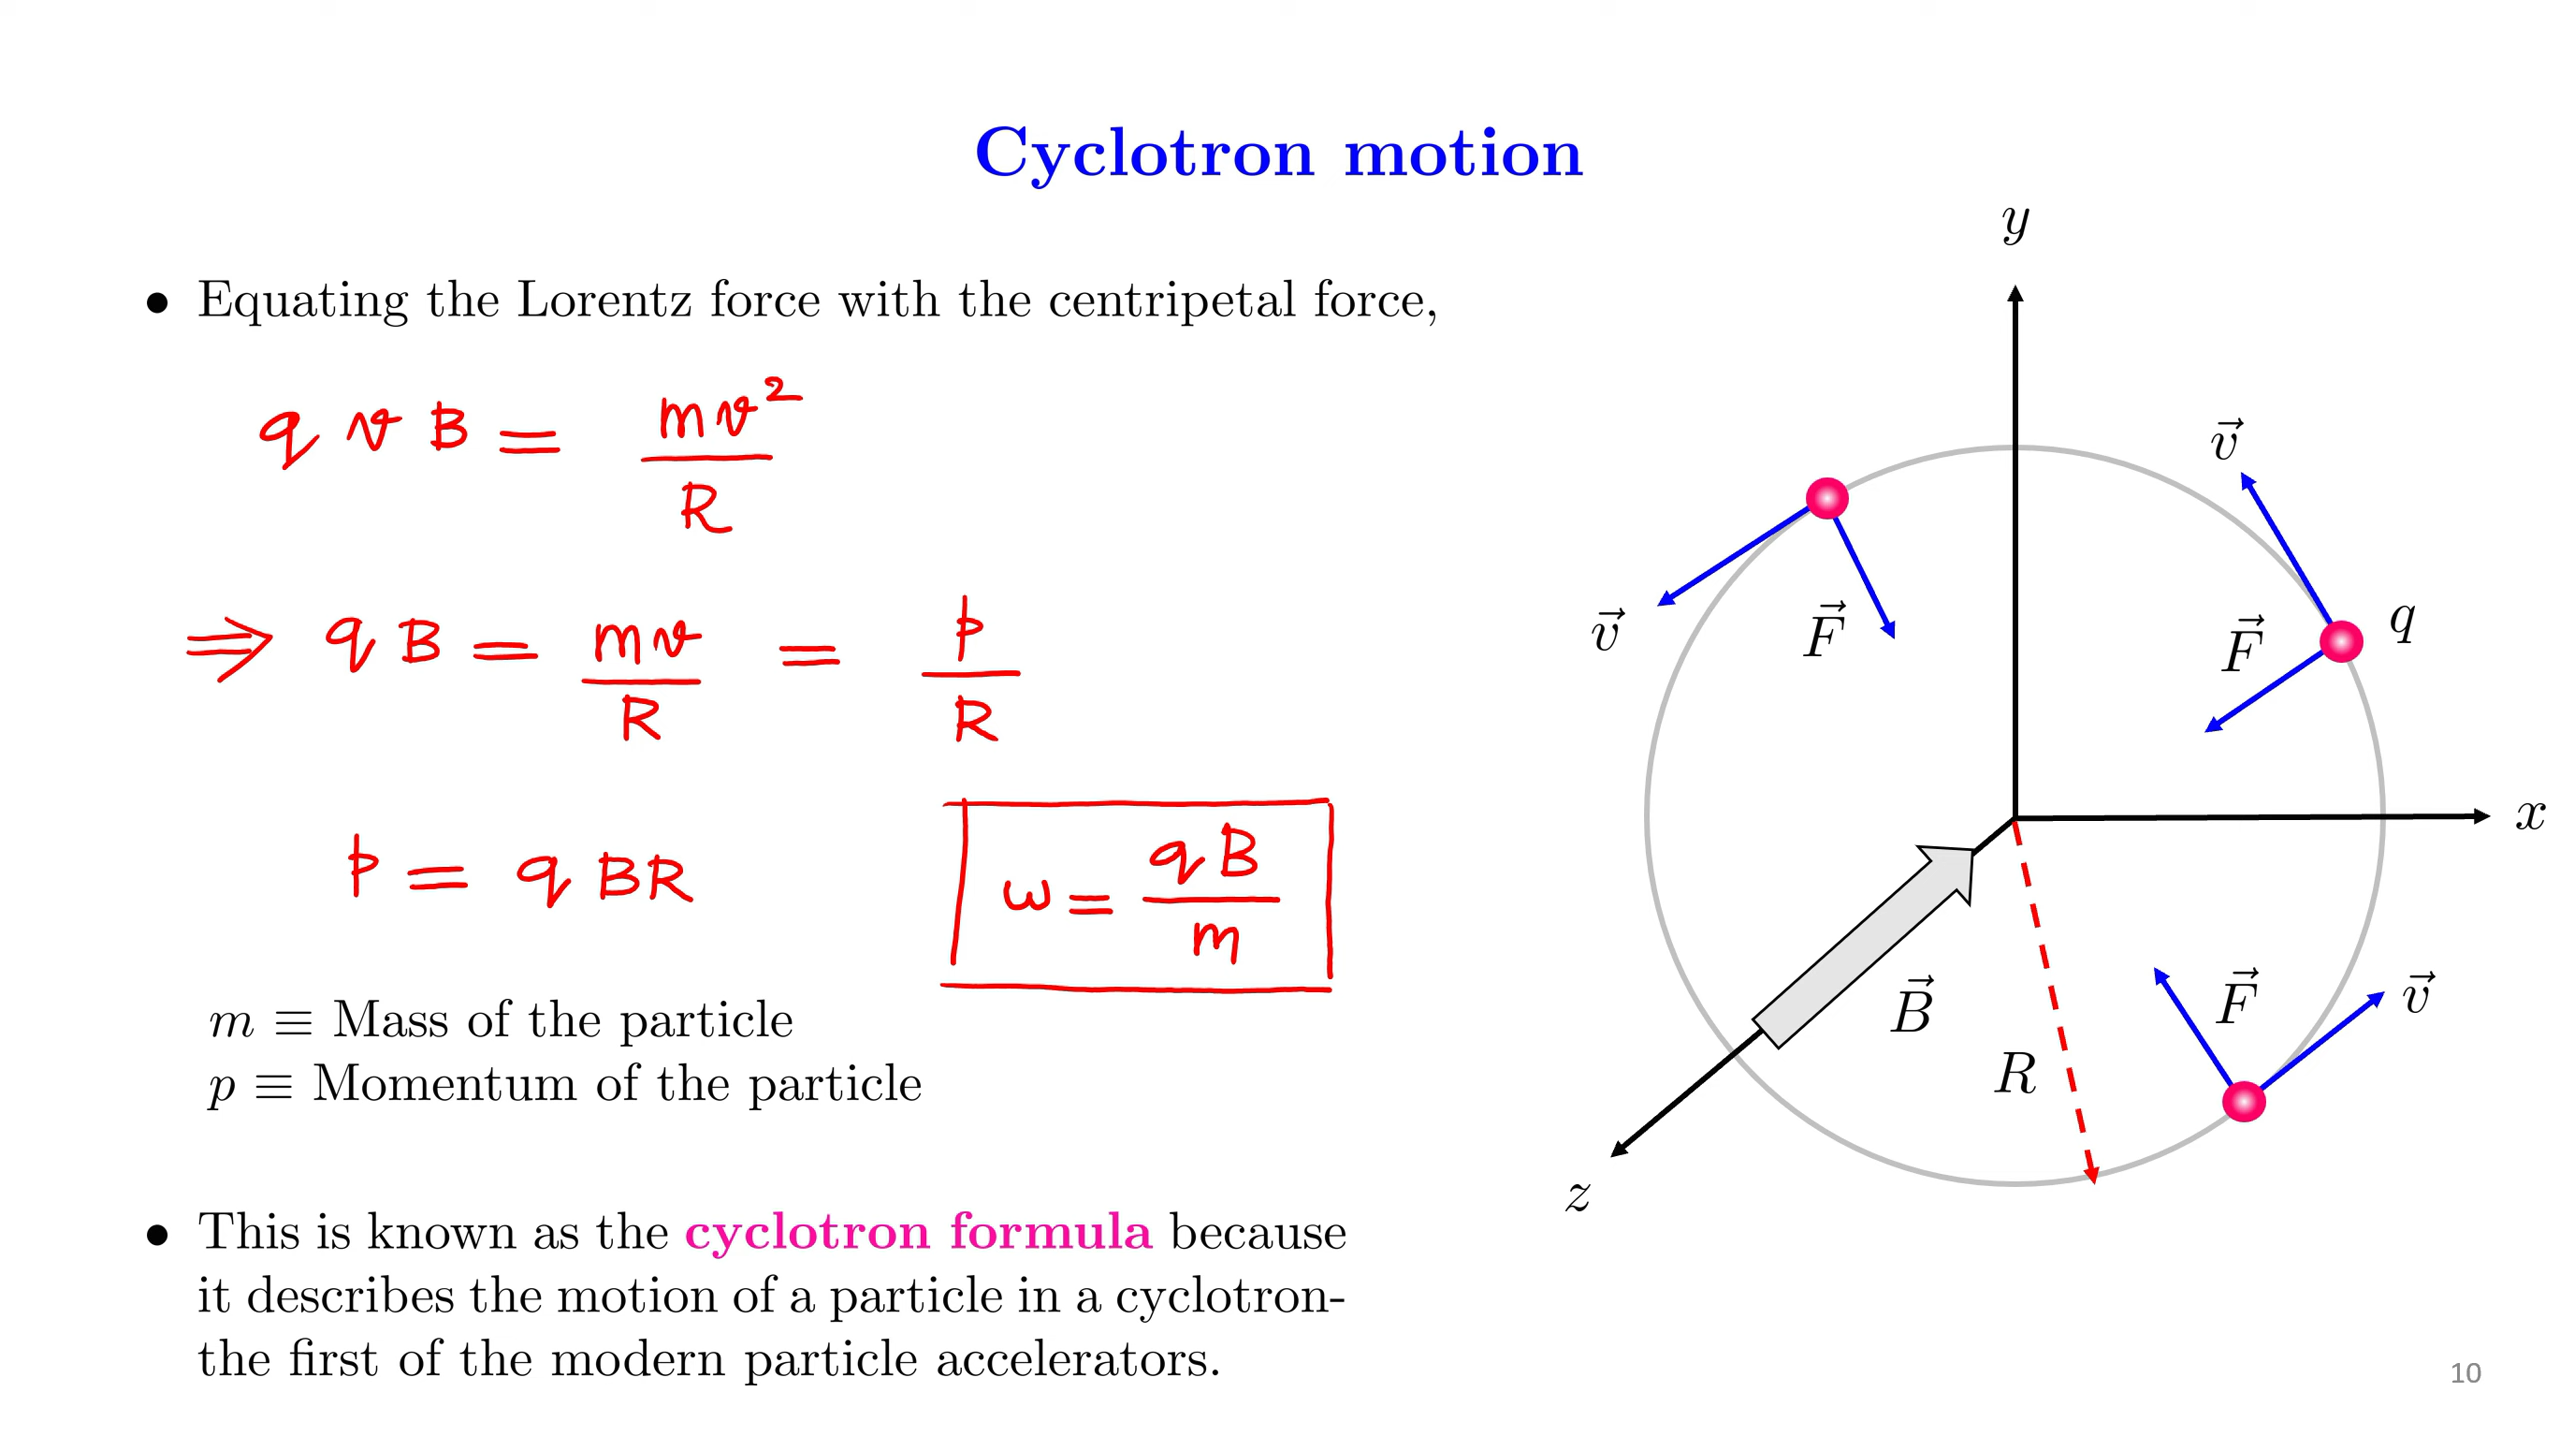 Cyclotron motion
• Equating the Lorentz force with the centripetal force,
q v B = mv² / R
⇒ q B = mv / R = p / R
p = q BR
ω = qB / m
m ≡ Mass of the particle
p ≡ Momentum of the particle
• This is known as the cyclotron formula because
it describes the motion of a particle in a cyclotron-
the first of the modern particle accelerators.
y
v⃗
q
F⃗
v⃗
F⃗
x
B⃗
F⃗
v⃗
R
z
10